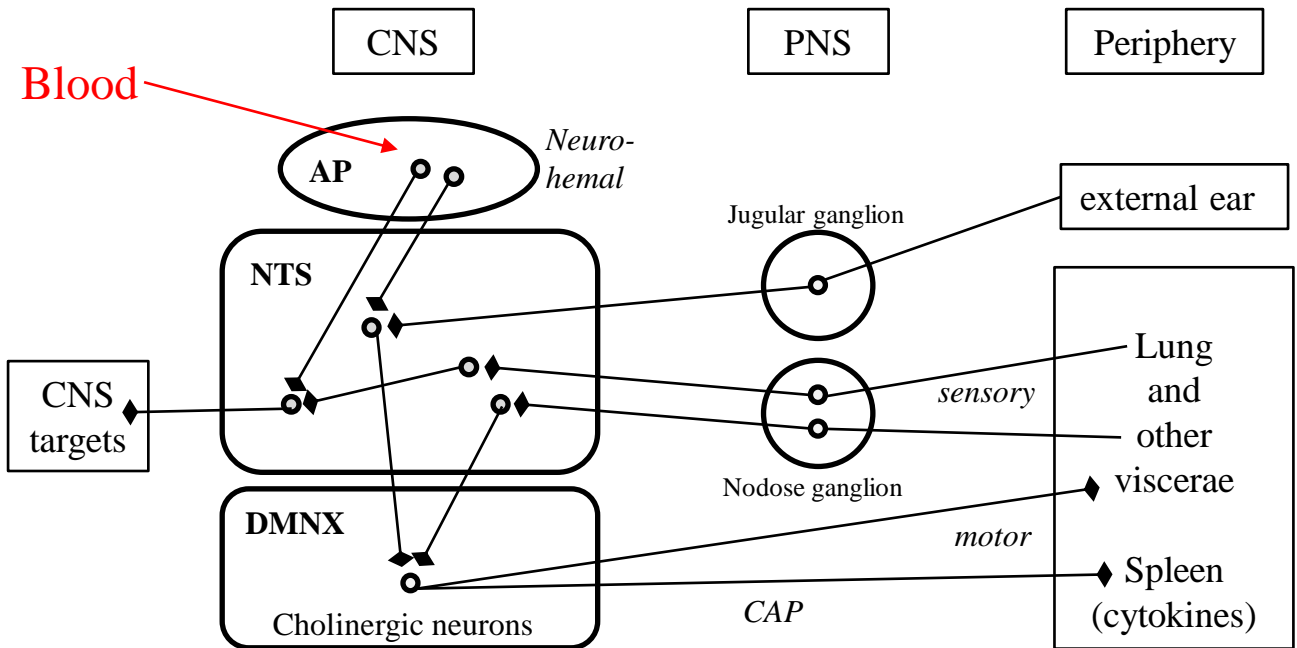 CNS
PNS
Periphery
Blood
AP
Neuro-
hemal
Jugular ganglion
external ear
NTS
CNS
targets
sensory
Lung
and
other
viscerae
Nodose ganglion
DMNX
motor
Cholinergic neurons
CAP
Spleen
(cytokines)